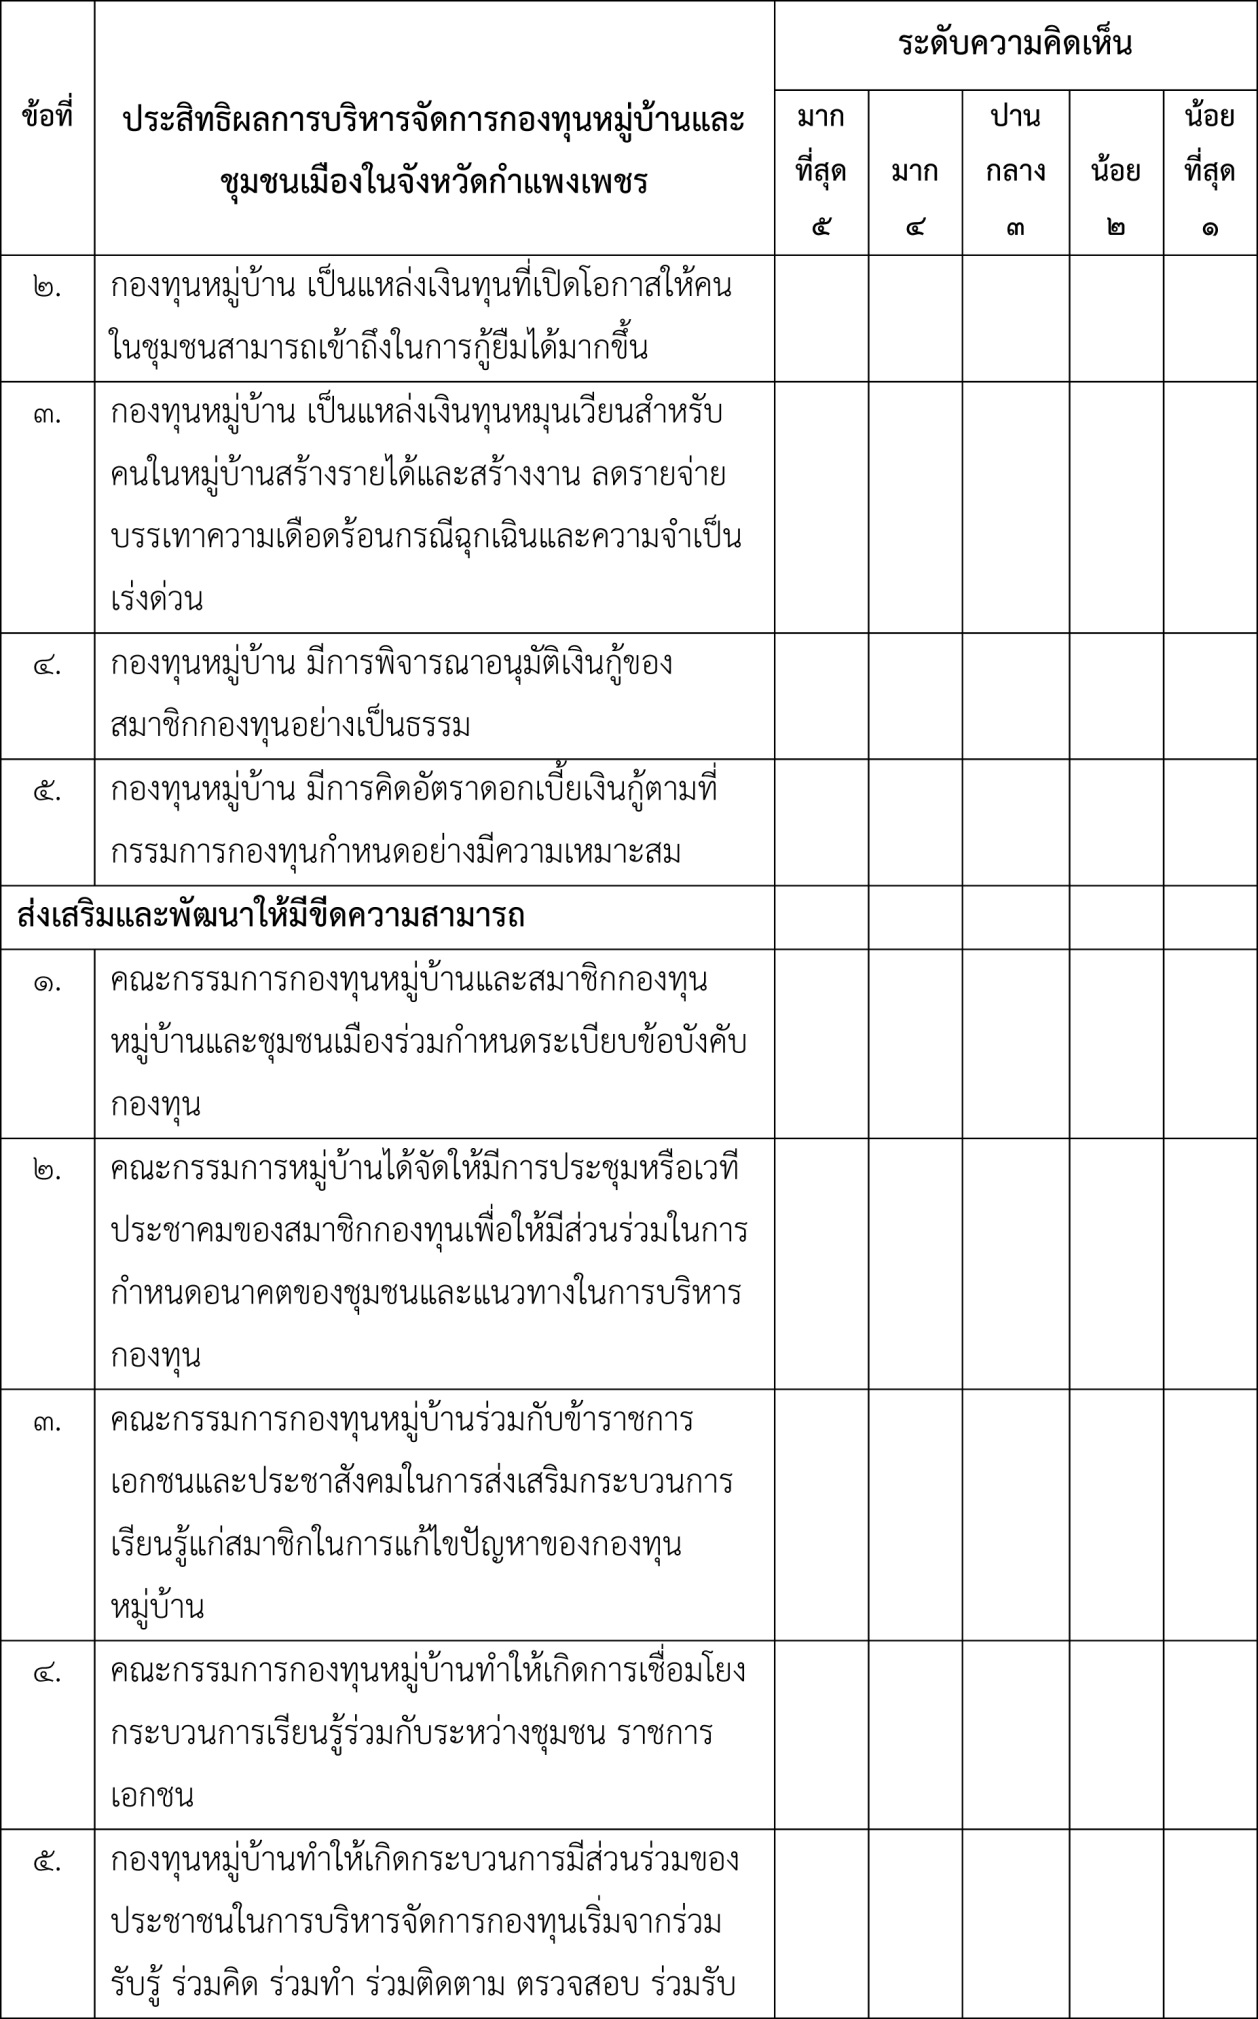 ข้อที่
ประสิทธิผลการบริหารจัดการกองทุนหมู่บ้านและ
ชุมชนเมืองในจังหวัดกำแพงเพชร
ระดับความคิดเห็น
มาก
ที่สุด
๕
มาก
๔
ปาน
กลาง
๓
น้อย
๒
น้อย
ที่สุด
๑
๒. กองทุนหมู่บ้าน เป็นแหล่งเงินทุนที่เปิดโอกาสให้คน
ในชุมชนสามารถเข้าถึงในการกู้ยืมได้มากขึ้น
๓. กองทุนหมู่บ้าน เป็นแหล่งเงินทุนหมุนเวียนสำหรับ
คนในหมู่บ้านสร้างรายได้และสร้างงาน ลดรายจ่าย
บรรเทาความเดือดร้อนกรณีฉุกเฉินและความจำเป็น
เร่งด่วน
๔. กองทุนหมู่บ้าน มีการพิจารณาอนุมัติเงินกู้ของ
สมาชิกกองทุนอย่างเป็นธรรม
๕. กองทุนหมู่บ้าน มีการคิดอัตราดอกเบี้ยเงินกู้ตามที่
กรรมการกองทุนกำหนดอย่างมีความเหมาะสม
ส่งเสริมและพัฒนาให้มีขีดความสามารถ
๑. คณะกรรมการกองทุนหมู่บ้านและสมาชิกกองทุน
หมู่บ้านและชุมชนเมืองร่วมกำหนดระเบียบข้อบังคับ
กองทุน
๒. คณะกรรมการหมู่บ้านได้จัดให้มีการประชุมหรือเวที
ประชาคมของสมาชิกกองทุนเพื่อให้มีส่วนร่วมในการ
กำหนดอนาคตของชุมชนและแนวทางในการบริหาร
กองทุน
๓. คณะกรรมการกองทุนหมู่บ้านร่วมกับข้าราชการ
เอกชนและประชาสังคมในการส่งเสริมกระบวนการ
เรียนรู้แก่สมาชิกในการแก้ไขปัญหาของกองทุน
หมู่บ้าน
๔. คณะกรรมการกองทุนหมู่บ้านทำให้เกิดการเชื่อมโยง
กระบวนการเรียนรู้ร่วมกับระหว่างชุมชน ราชการ
เอกชน
๕. กองทุนหมู่บ้านทำให้เกิดกระบวนการมีส่วนร่วมของ
ประชาชนในการบริหารจัดการกองทุนเริ่มจากร่วม
รับรู้ ร่วมคิด ร่วมทำ ร่วมติดตาม ตรวจสอบ ร่วมรับ